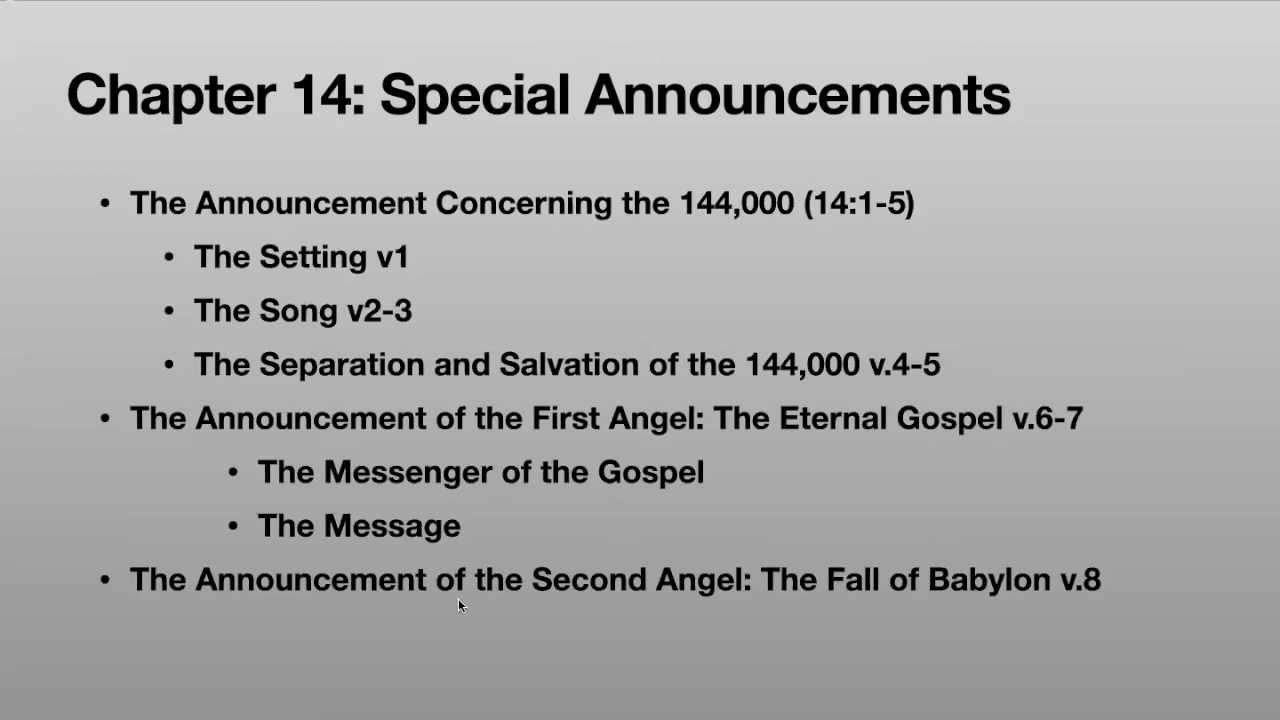 Chapter 14: Special Announcements
• The Announcement Concerning the 144,000 (14:1-5)
• The Setting v1
• The Song v2-3
• The Separation and Salvation of the 144,000 v.4-5
• The Announcement of the First Angel: The Eternal Gospel v.6-7
• The Messenger of the Gospel
• The Message
• The Announcement of the Second Angel: The Fall of Babylon v.8